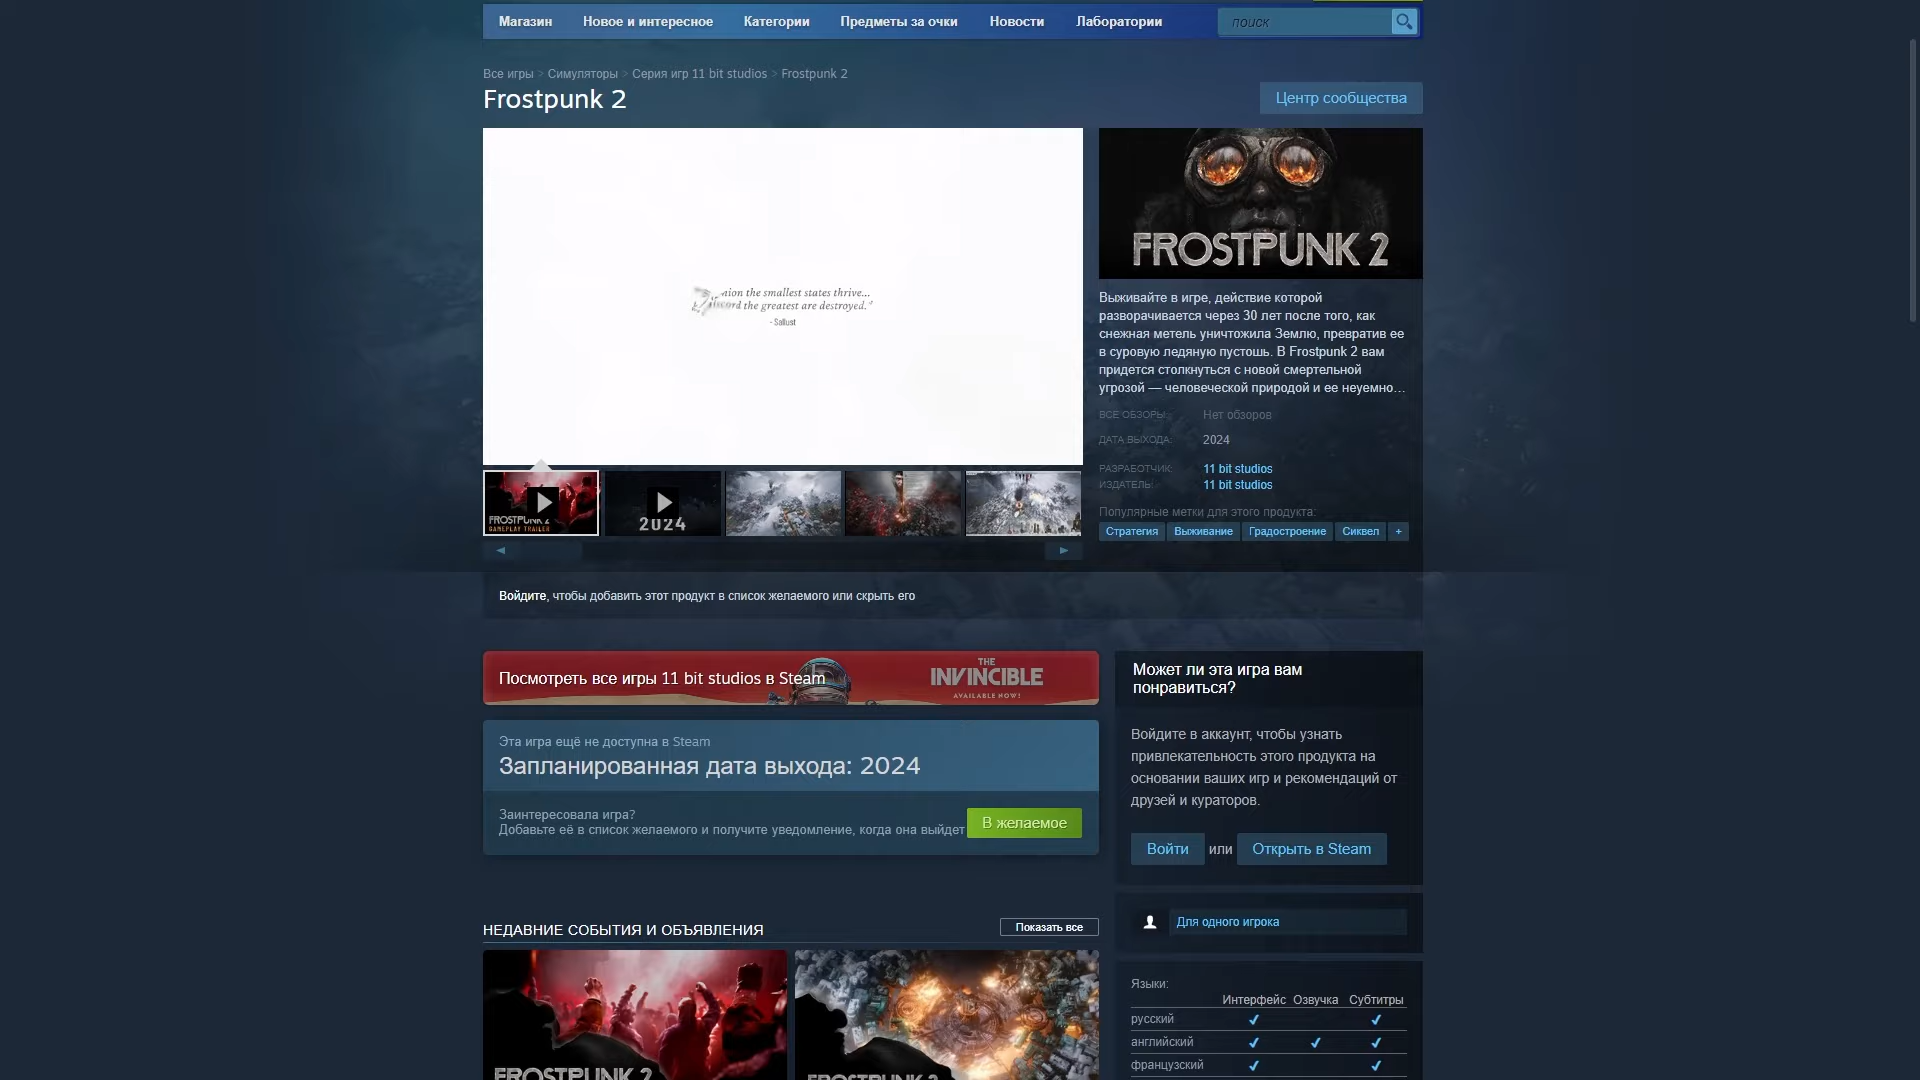 Магазин Новое и интересное Категории Предметы за очки Новости Лаборатории поиск
Все игры > Симуляторы > Серия игр 11 bit studios > Frostpunk 2
Frostpunk 2
Центр сообщества
nion the smallest states thrive...
the greatest are destroyed."
- Sallust
FROSTPUNK 2
Выживайте в игре, действие которой
разворачивается через 30 лет после того, как
снежная метель уничтожила Землю, превратив ее
в суровую ледяную пустошь. В Frostpunk 2 вам
придется столкнуться с новой смертельной
угрозой — человеческой природой и ее неуемно...
ВСЕ ОБЗОРЫ: Нет обзоров
ДАТА ВЫХОДА: 2024
РАЗРАБОТЧИК: 11 bit studios
ИЗДАТЕЛЬ: 11 bit studios
Популярные метки для этого продукта:
Стратегия Выживание Градостроение Сиквел +
FROSTPUNK 2
GAMEPLAY TRAILER
2024
Войдите, чтобы добавить этот продукт в список желаемого или скрыть его
Посмотреть все игры 11 bit studios в Steam
THE
INVINCIBLE
AVAILABLE NOW!
Эта игра ещё не доступна в Steam
Запланированная дата выхода: 2024
Заинтересовала игра?
Добавьте её в список желаемого и получите уведомление, когда она выйдет
В желаемое
Может ли эта игра вам
понравиться?
Войдите в аккаунт, чтобы узнать
привлекательность этого продукта на
основании ваших игр и рекомендаций от
друзей и кураторов.
Войти или Открыть в Steam
НЕДАВНИЕ СОБЫТИЯ И ОБЪЯВЛЕНИЯ
Показать все
FROSTPUNK 2
FROSTPUNK 2
Для одного игрока
Языки:
Интерфейс Озвучка Субтитры
русский ✔ ✔
английский ✔ ✔ ✔
французский ✔ ✔